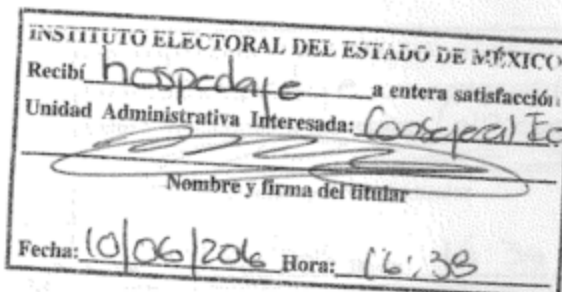 INSTITUTO ELECTORAL DEL ESTADO DE MÉXICO
Recibí hospedaje a entera satisfacción
Unidad Administrativa Interesada:
Nombre y firma del titular
Fecha: 10/06/2016 Hora: 16:38